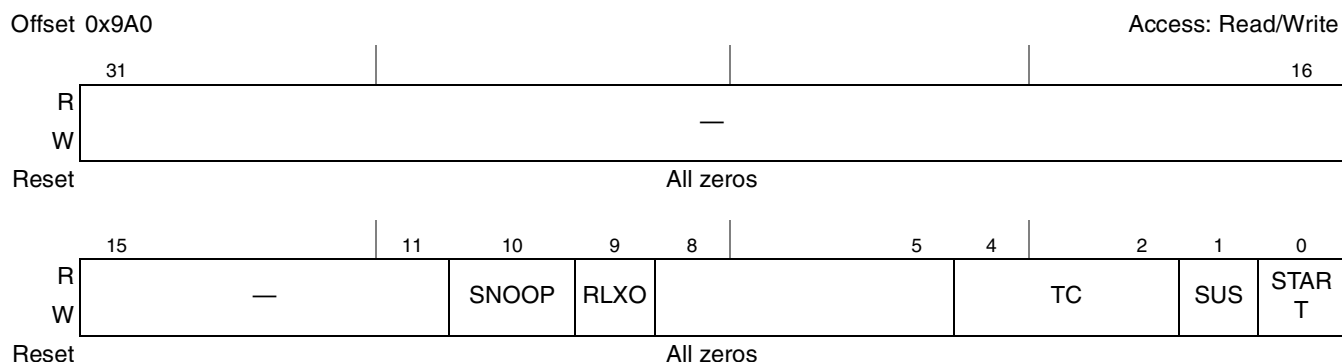 Offset 0x9A0 Access: Read/Write
31 16
R
—
W
Reset All zeros
15 11 10 9 8 5 4 2 1 0
R
— SNOOP RLXO TC SUS STAR
T
W
Reset All zeros